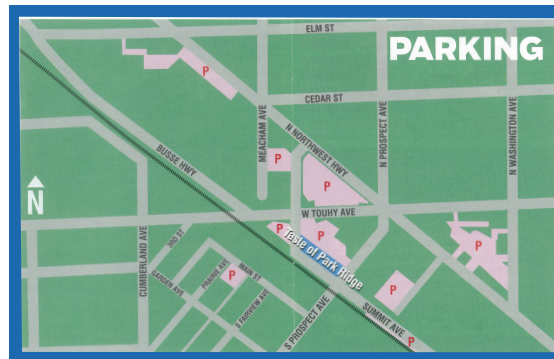 ELM ST
PARKING
P
CEDAR ST
MEACHAM AVE
N NORTHWEST HWY
N PROSPECT AVE
N WASHINGTON AVE
BUSSE HWY
P
P
N
W TOUHY AVE
P
P
P
Taste of Park Ridge
3RD ST
CUMBERLAND AVE
GARDEN AVE
PRAIRIE AVE
MAIN ST
P
S FAIRVIEW AVE
S PROSPECT AVE
P
SUMMIT AVE
P